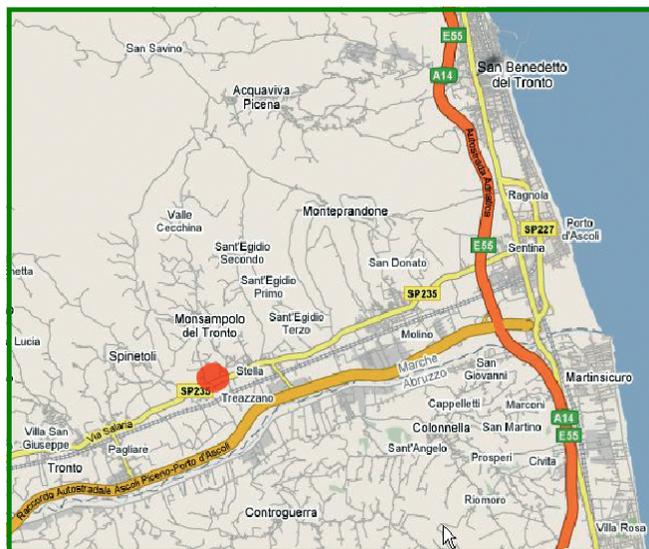 E55
San Savino
San Benedetto
del Tronto
A14
Acquaviva
Picena
Autostrada Adriatica
Ragnola
Valle
Cecchina
Monteprandone
Porto
d'Ascoli
SP227
Sentina
E55
Sant'Egidio
Secondo
San Donato
Sant'Egidio
Primo
SP235
Monsampolo
del Tronto
Sant'Egidio
Terzo
Lucia
Molino
Spinetoli
Stella
Marche
Abruzzo
San
Giovanni
Martinsicuro
SP235
Treazzano
Cappelletti
Marconi
A14
Via Salaria
Colonnella
San Martino
E55
Villa San
Giuseppe
Pagliare
Sant'Angelo
Prosperi
Civita
Tronto
Raccordo Autostradale Ascoli Piceno-Porto d'Ascoli
Riomoro
Controguerra
Villa Rosa